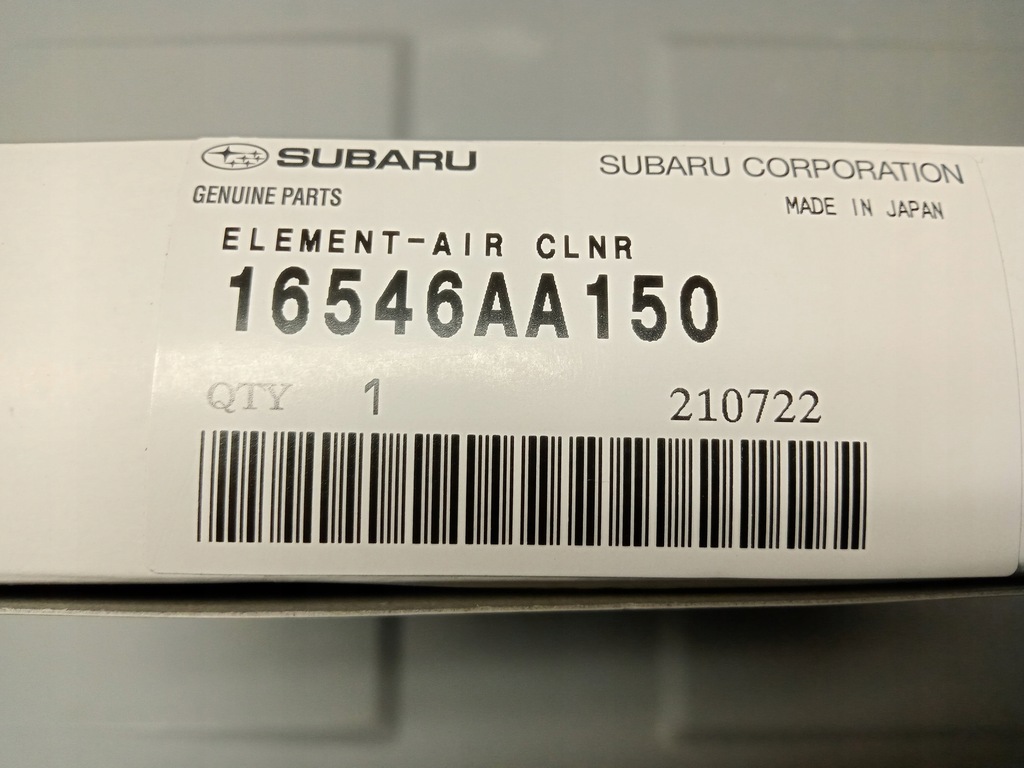 SUBARU
SUBARU CORPORATION
GENUINE PARTS
MADE IN JAPAN
ELEMENT-AIR CLNR
16546AA150
QTY 1 210722